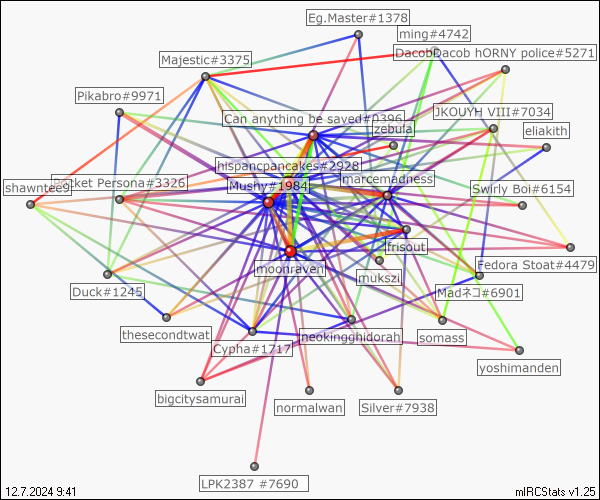 Eg.Master#1378
ming#4742
Majestic#3375
DacobDacob hORNY police#5271
Pikabro#9971
Can anything be saved#0396
JKOUYH VIII#7034
zebula
eliakith
hispancpancakes#2928
shawntee9
Pocket Persona#3326
Mushy#1984
marcemadness
Swirly Boi#6154
frisout
moonraven
mukszi
Fedora Stoat#4479
Duck#1245
Madネコ#6901
thesecondtwat
Cypha#1717
neokingghidorah
somass
yoshimanden
bigcitysamurai
normalwan
Silver#7938
LPK2387 #7690
12.7.2024 9:41
mIRCStats v1.25